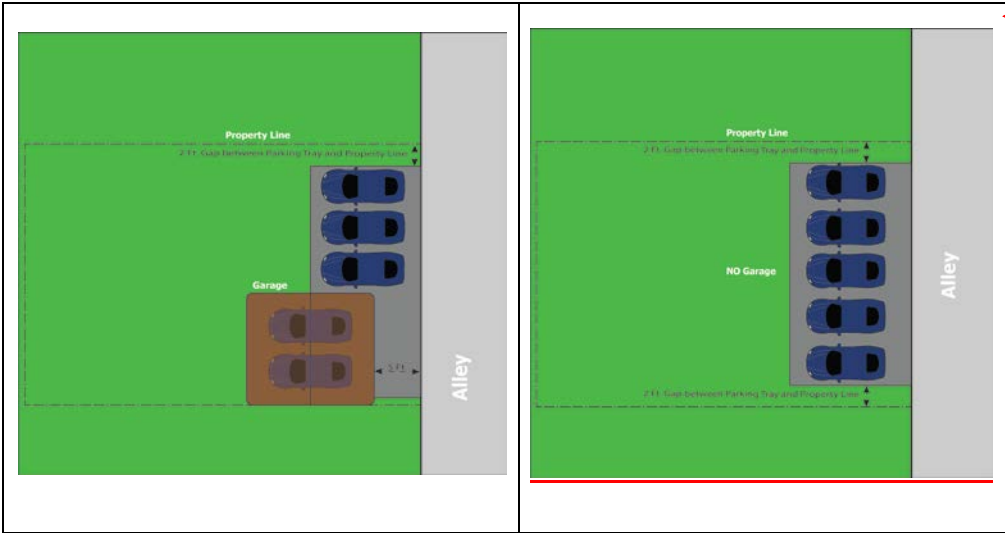 Property Line
2 Ft. Gap between Parking Tray and Property Line
Garage
5 Ft.
Alley
Property Line
2 Ft. Gap between Parking Tray and Property Line
NO Garage
Alley
2 Ft. Gap between Parking Tray and Property Line